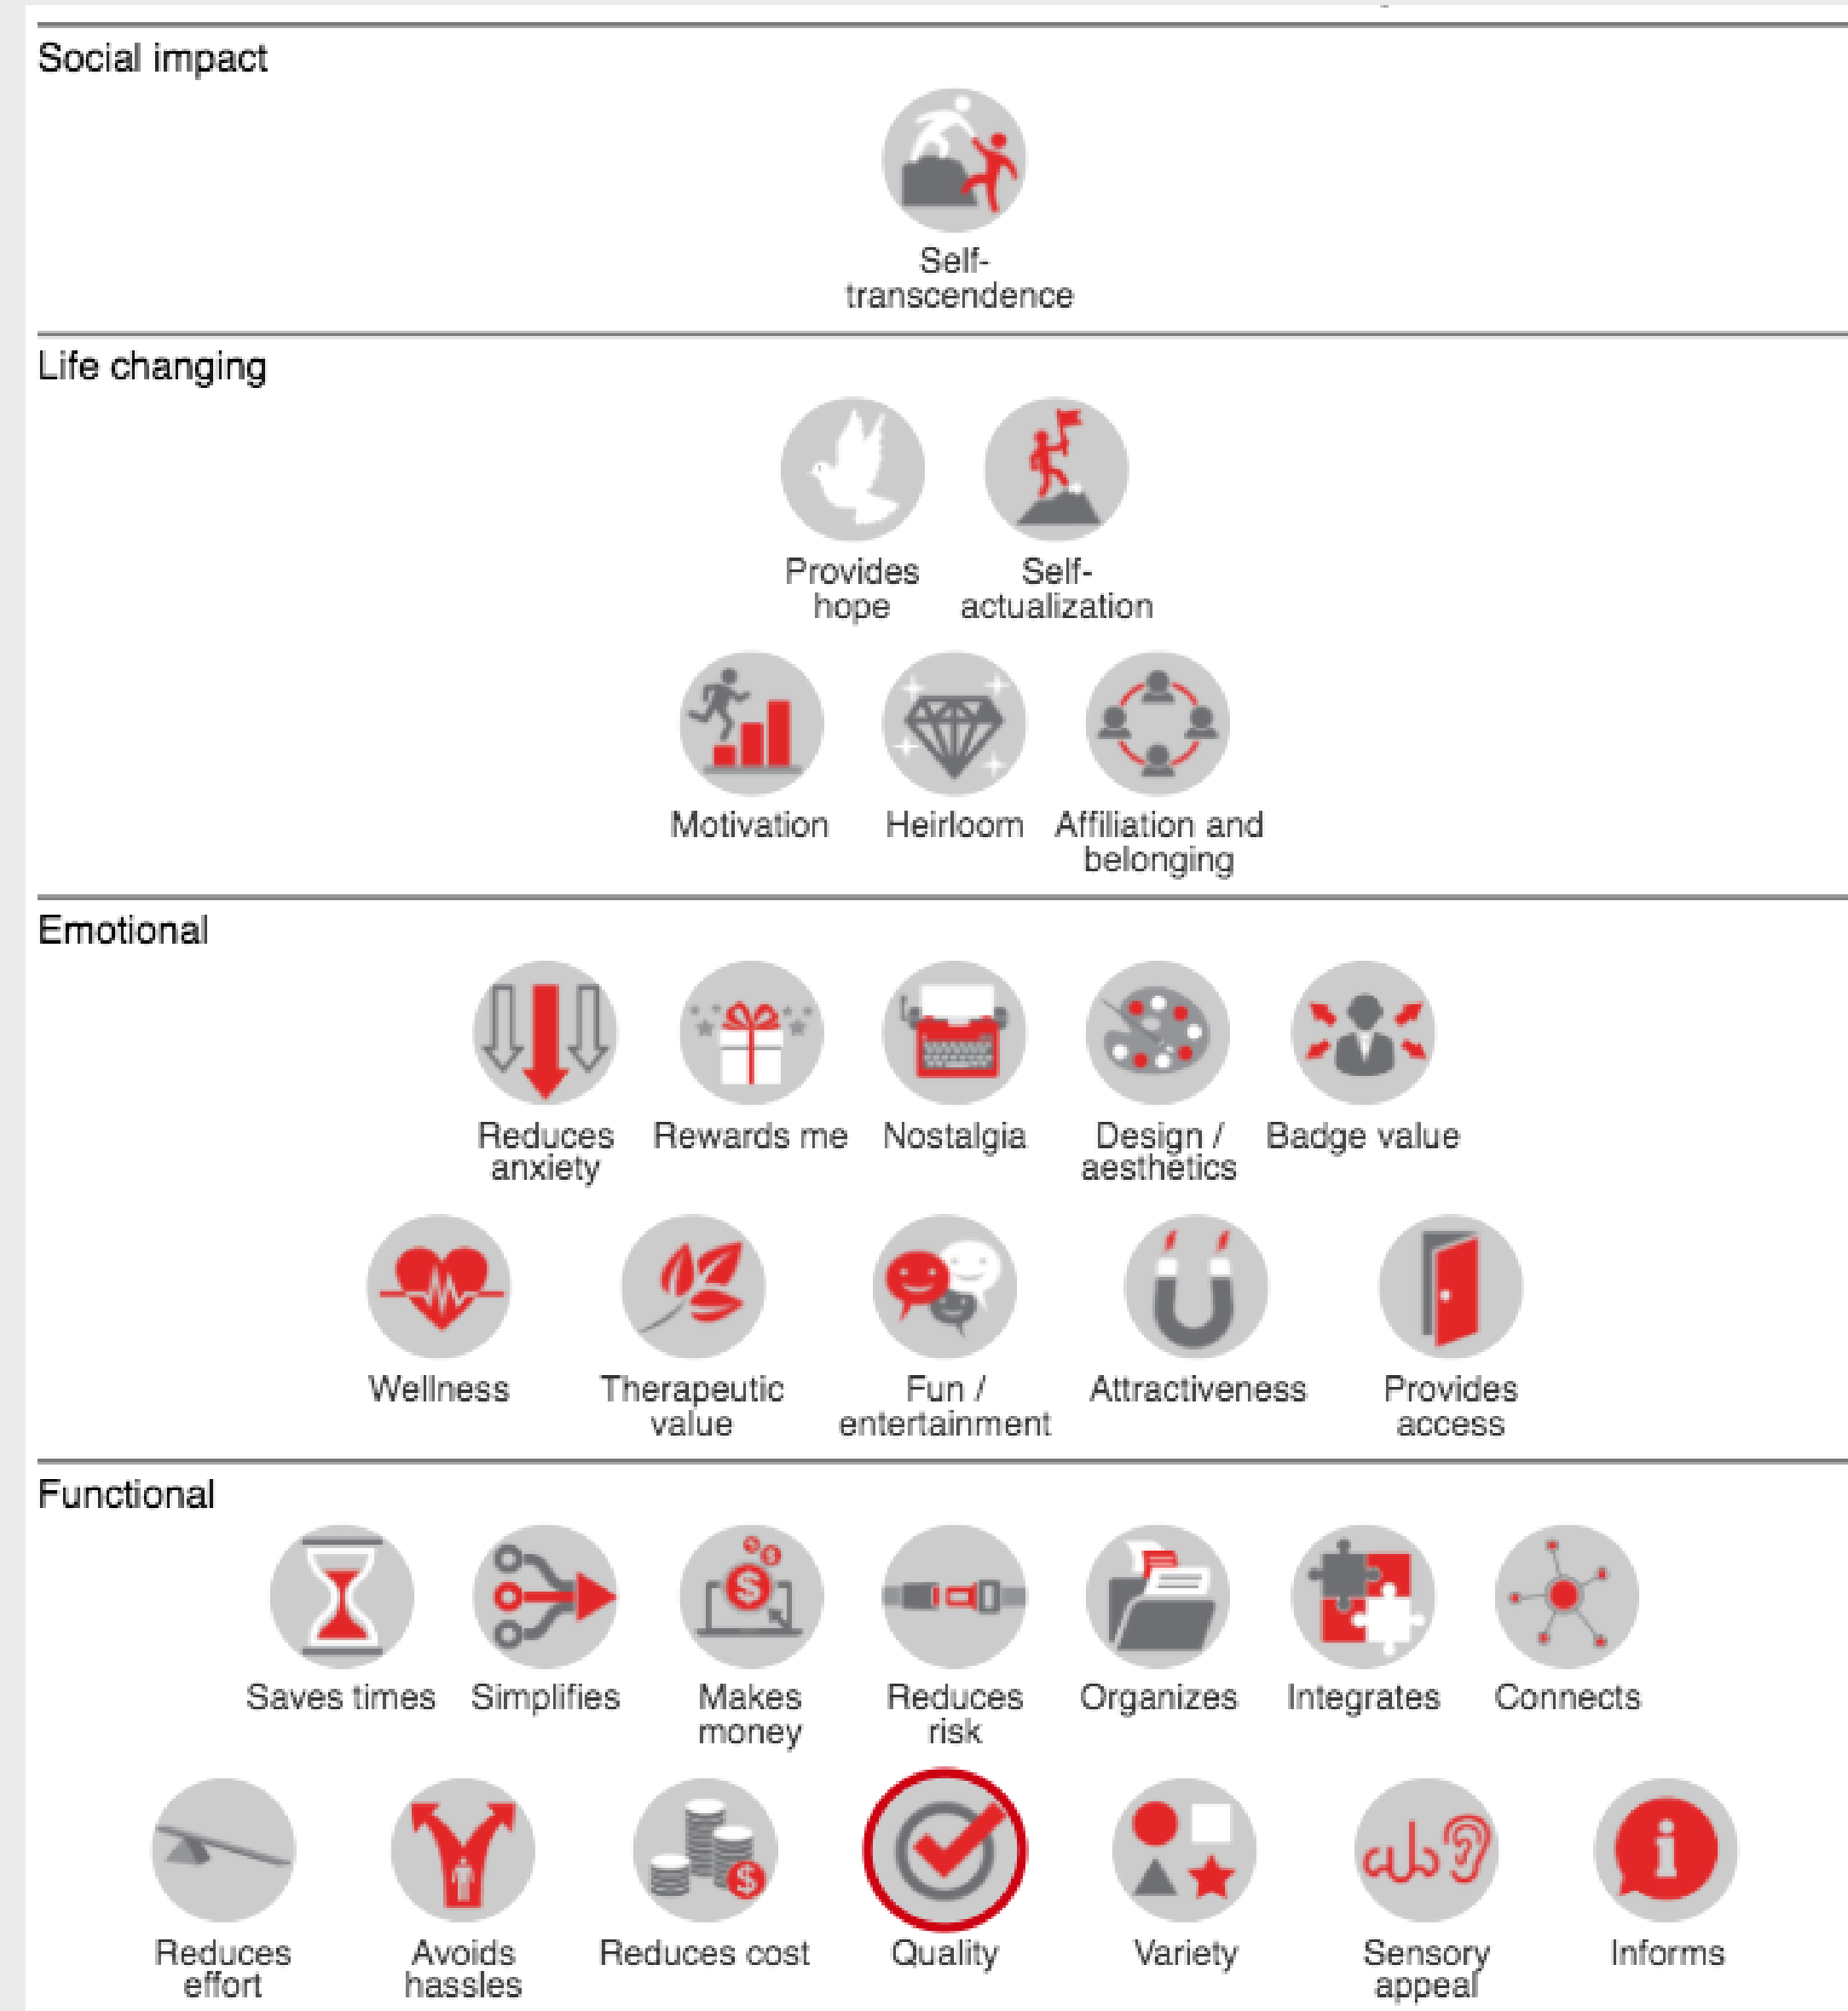 Social impact
Self-
transcendence
Life changing
Provides
hope
Self-
actualization
Motivation
Heirloom
Affiliation and
belonging
Emotional
Reduces
anxiety
Rewards me
Nostalgia
Design /
aesthetics
Badge value
Wellness
Therapeutic
value
Fun /
entertainment
Attractiveness
Provides
access
Functional
Saves times
Simplifies
Makes
money
Reduces
risk
Organizes
Integrates
Connects
Reduces
effort
Avoids
hassles
Reduces cost
Quality
Variety
Sensory
appeal
Informs